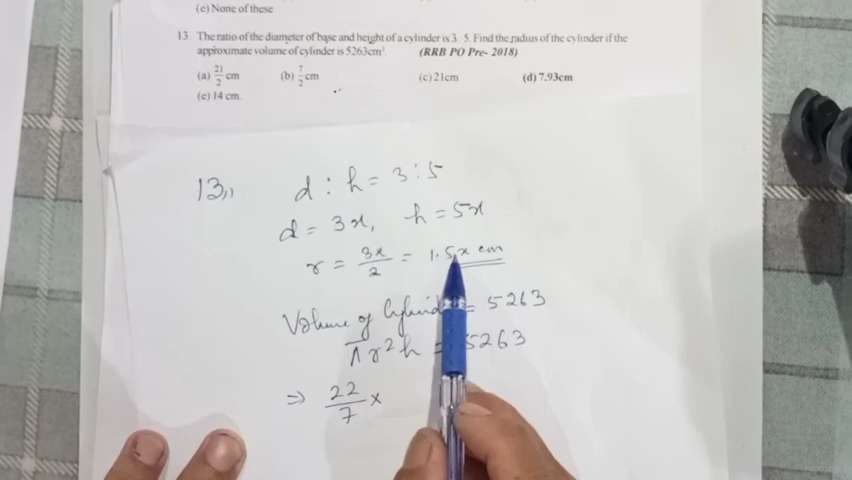 (e) None of these
13. The ratio of the diameter of base and height of a cylinder is 3 : 5. Find the radius of the cylinder if the
approximate volume of cylinder is 5263cm³. (RRB PO Pre- 2018)
(a) 21/2 cm (b) 7/2 cm (c) 21cm (d) 7.93cm
(e) 14 cm
13,, d : h = 3 : 5
d = 3x, h = 5x
r = 3x/2 = 1.5x cm
Volume of Cylind = 5263
πr²h = 5263
⇒ 22/7 ×